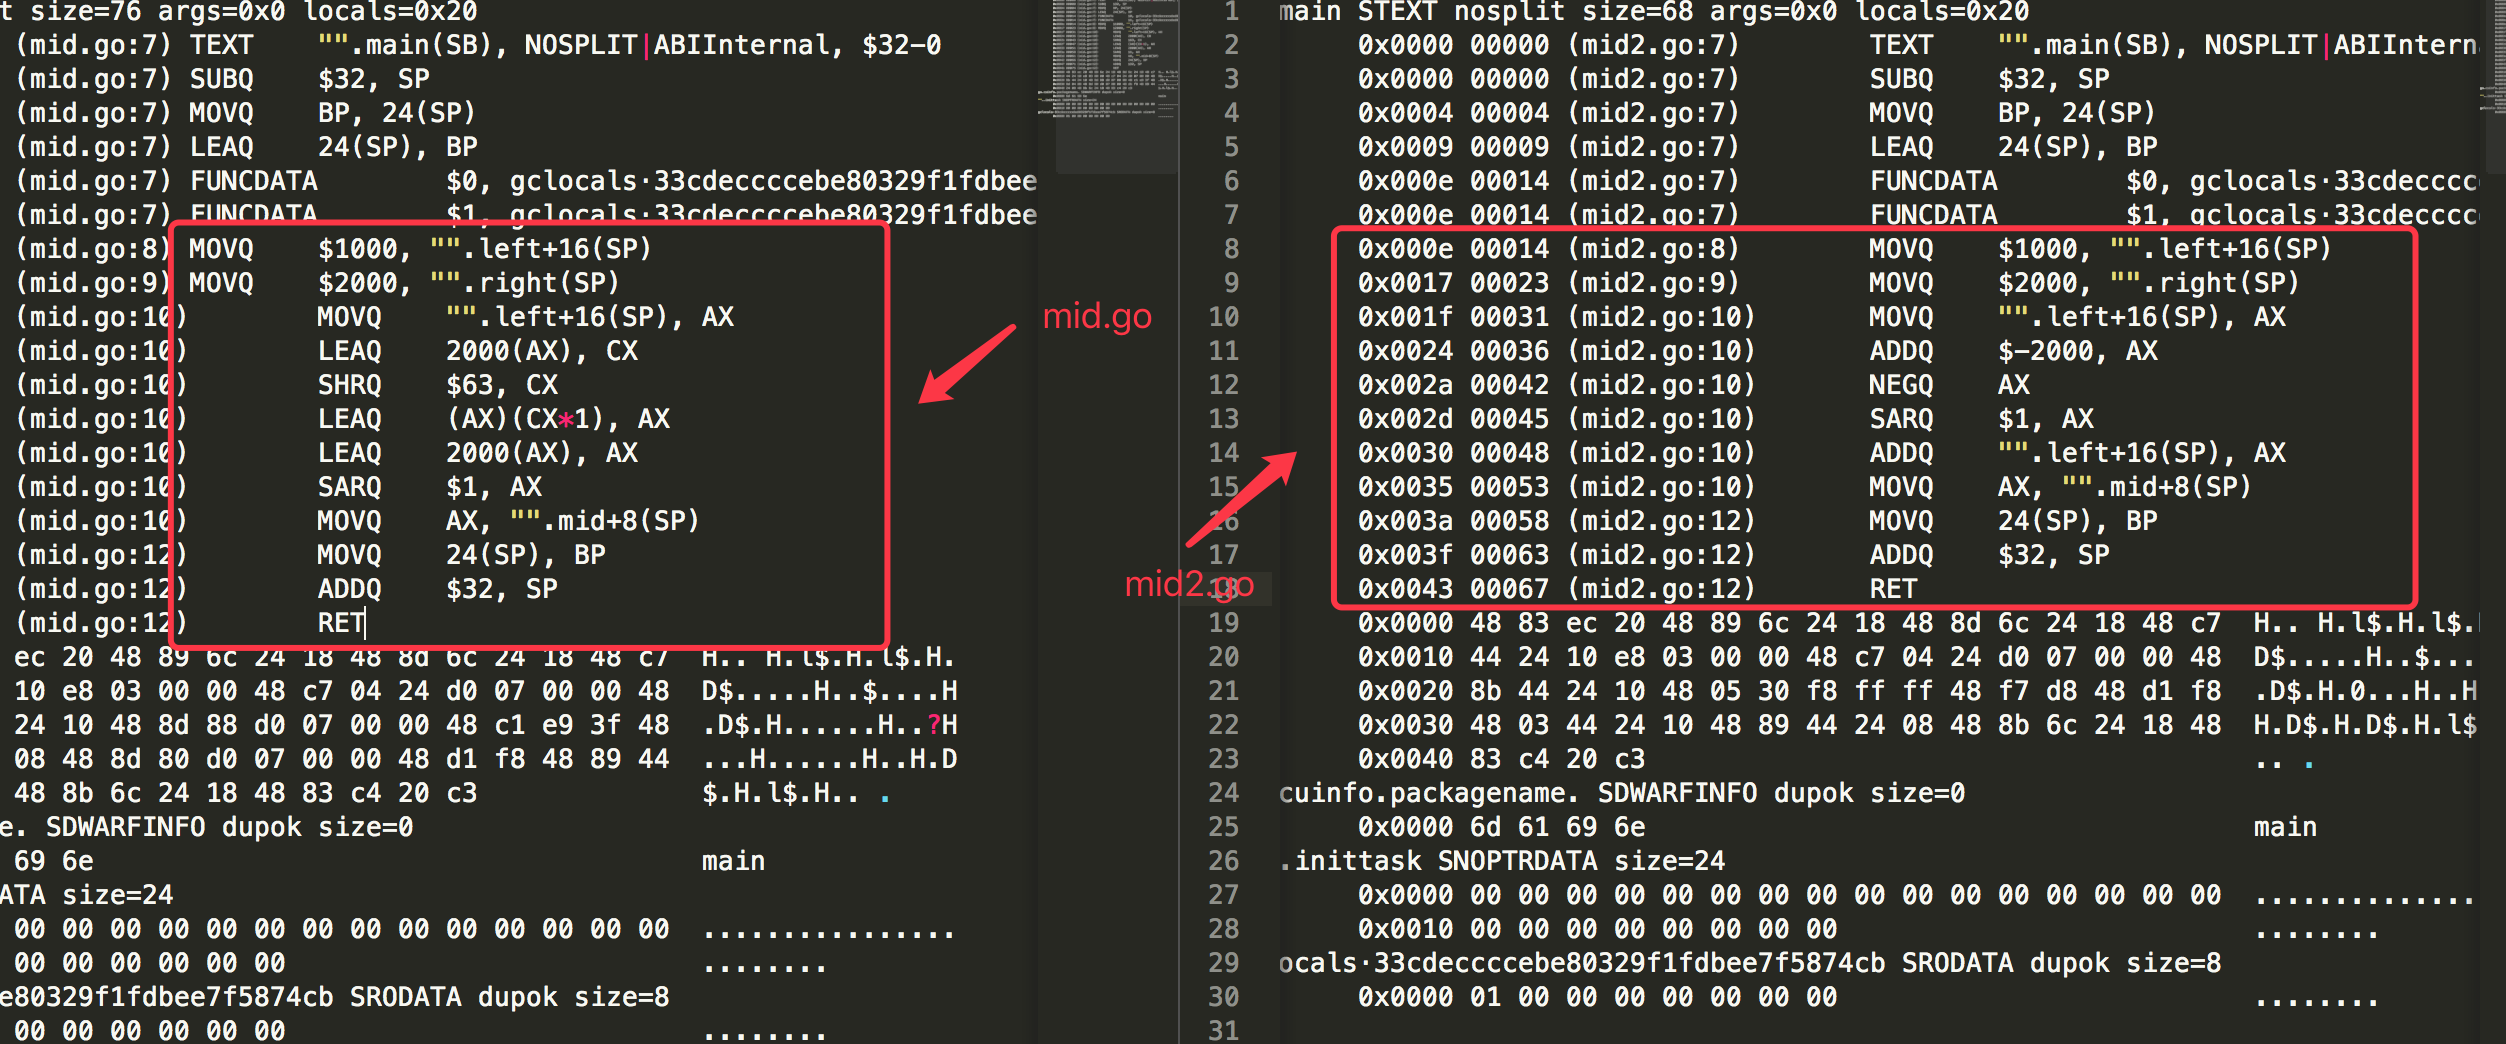 t size=76 args=0x0 locals=0x20
(mid.go:7) TEXT "".main(SB), NOSPLIT|ABIInternal, $32-0
(mid.go:7) SUBQ $32, SP
(mid.go:7) MOVQ BP, 24(SP)
(mid.go:7) LEAQ 24(SP), BP
(mid.go:7) FUNCDATA $0, gclocals·33cdeccccebe80329f1fdbee
(mid.go:7) FUNCDATA $1, gclocals·33cdeccccebe80329f1fdbee
(mid.go:8) MOVQ $1000, "".left+16(SP)
(mid.go:9) MOVQ $2000, "".right(SP)
(mid.go:10) MOVQ "".left+16(SP), AX
(mid.go:10) LEAQ 2000(AX), CX
(mid.go:10) SHRQ $63, CX
(mid.go:10) LEAQ (AX)(CX*1), AX
(mid.go:10) LEAQ 2000(AX), AX
(mid.go:10) SARQ $1, AX
(mid.go:10) MOVQ AX, "".mid+8(SP)
(mid.go:12) MOVQ 24(SP), BP
(mid.go:12) ADDQ $32, SP
(mid.go:12) RET
ec 20 48 89 6c 24 18 48 8d 6c 24 18 48 c7 H.. H.l$.H.l$.H.
10 e8 03 00 00 48 c7 04 24 d0 07 00 00 48 D$.....H..$....H
24 10 48 8d 88 d0 07 00 00 48 c1 e9 3f 48 .D$.H......H..?H
08 48 8d 80 d0 07 00 00 48 d1 f8 48 89 44 ...H......H..H.D
48 8b 6c 24 18 48 83 c4 20 c3 $.H.l$.H.. .
e. SDWARFINFO dupok size=0
69 6e main
ATA size=24
00 00 00 00 00 00 00 00 00 00 00 00 00 00 ................
00 00 00 00 00 00 ........
e80329f1fdbee7f5874cb SRODATA dupok size=8
00 00 00 00 00 00 ........
mid.go
mid2.go
1 main STEXT nosplit size=68 args=0x0 locals=0x20
2 0x0000 00000 (mid2.go:7) TEXT "".main(SB), NOSPLIT|ABIIntern
3 0x0000 00000 (mid2.go:7) SUBQ $32, SP
4 0x0004 00004 (mid2.go:7) MOVQ BP, 24(SP)
5 0x0009 00009 (mid2.go:7) LEAQ 24(SP), BP
6 0x000e 00014 (mid2.go:7) FUNCDATA $0, gclocals·33cdecccc
7 0x000e 00014 (mid2.go:7) FUNCDATA $1, gclocals·33cdecccc
8 0x000e 00014 (mid2.go:8) MOVQ $1000, "".left+16(SP)
9 0x0017 00023 (mid2.go:9) MOVQ $2000, "".right(SP)
10 0x001f 00031 (mid2.go:10) MOVQ "".left+16(SP), AX
11 0x0024 00036 (mid2.go:10) ADDQ $-2000, AX
12 0x002a 00042 (mid2.go:10) NEGQ AX
13 0x002d 00045 (mid2.go:10) SARQ $1, AX
14 0x0030 00048 (mid2.go:10) ADDQ "".left+16(SP), AX
15 0x0035 00053 (mid2.go:10) MOVQ AX, "".mid+8(SP)
16 0x003a 00058 (mid2.go:12) MOVQ 24(SP), BP
17 0x003f 00063 (mid2.go:12) ADDQ $32, SP
18 0x0043 00067 (mid2.go:12) RET
19 0x0000 48 83 ec 20 48 89 6c 24 18 48 8d 6c 24 18 48 c7 H.. H.l$.H.l$.
20 0x0010 44 24 10 e8 03 00 00 48 c7 04 24 d0 07 00 00 48 D$.....H..$...
21 0x0020 8b 44 24 10 48 05 30 f8 ff ff 48 f7 d8 48 d1 f8 .D$.H.0...H..H
22 0x0030 48 03 44 24 10 48 89 44 24 08 48 8b 6c 24 18 48 H.D$.H.D$.H.l$
23 0x0040 83 c4 20 c3 .. .
24 cuinfo.packagename. SDWARFINFO dupok size=0
25 0x0000 6d 61 69 6e main
26 .inittask SNOPTRDATA size=24
27 0x0000 00 00 00 00 00 00 00 00 00 00 00 00 00 00 00 00 ..............
28 0x0010 00 00 00 00 00 00 00 00 ........
29 ocals·33cdeccccebe80329f1fdbee7f5874cb SRODATA dupok size=8
30 0x0000 01 00 00 00 00 00 00 00 ........
31